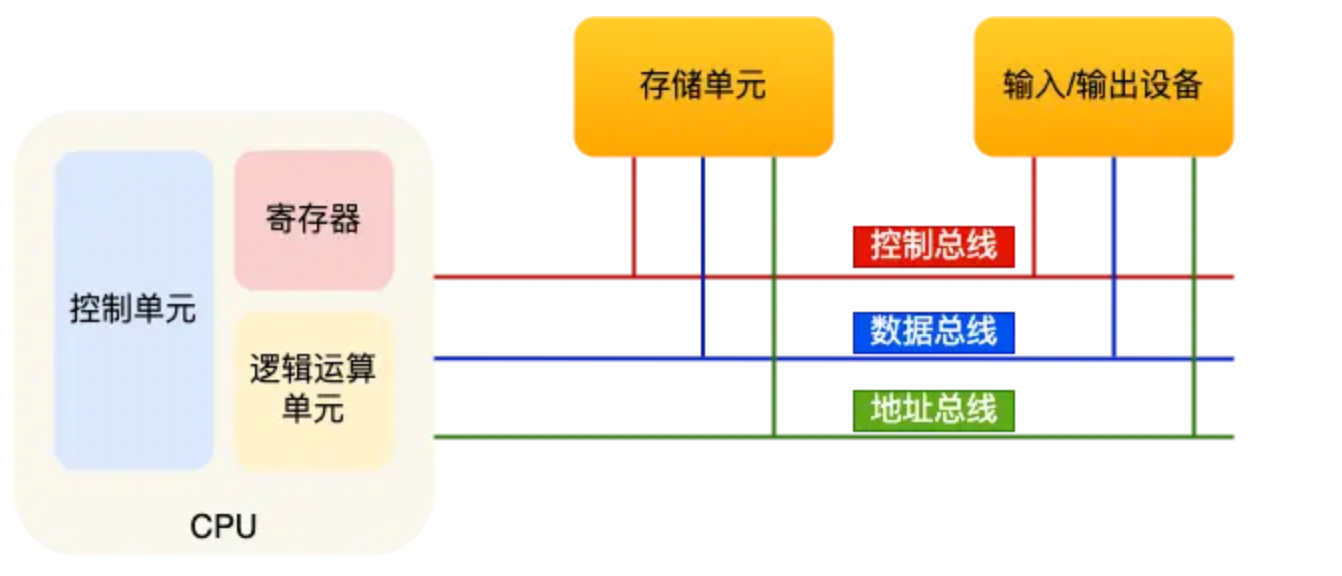 存储单元
输入/输出设备
寄存器
控制单元
逻辑运算
单元
CPU
控制总线
数据总线
地址总线